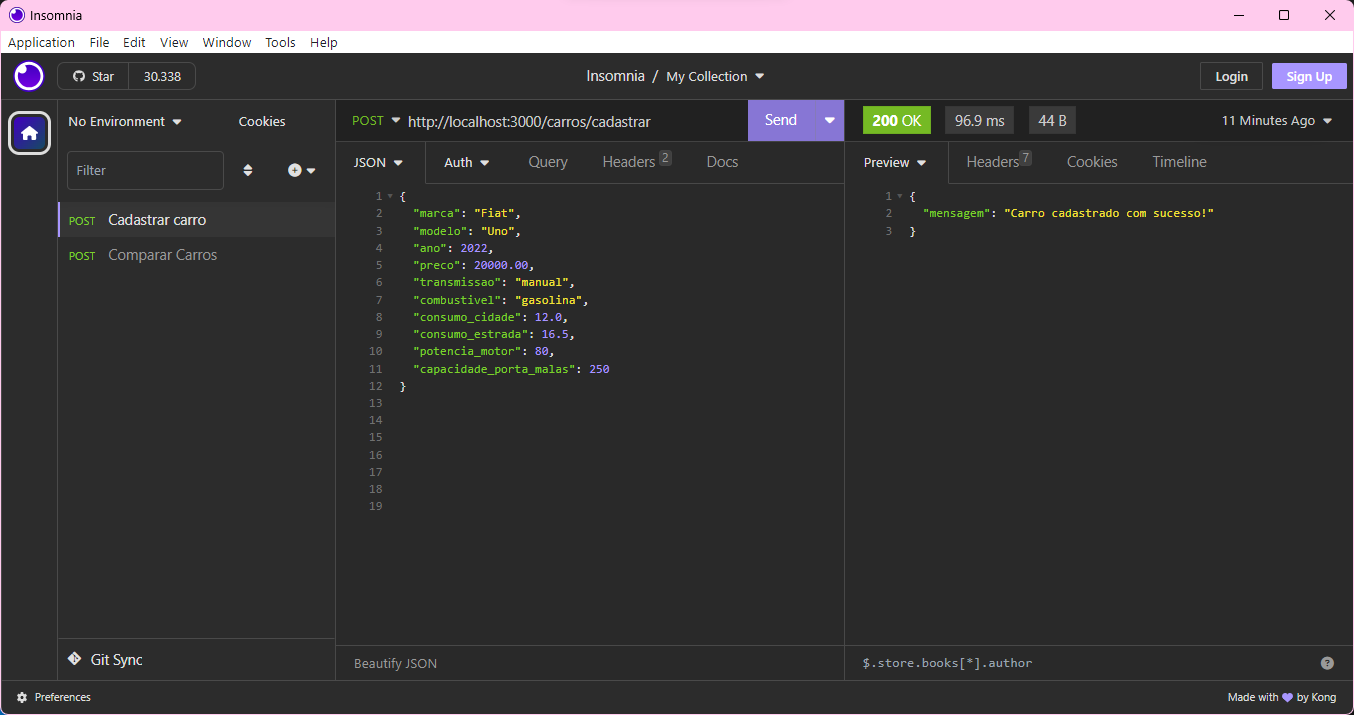 Insomnia
Application File Edit View Window Tools Help
Star 30.338
Insomnia / My Collection
Login Sign Up
No Environment Cookies
Filter
POST Cadastrar carro
POST Comparar Carros
Git Sync
POST http://localhost:3000/carros/cadastrar Send
JSON Auth Query Headers 2 Docs
1 {
2 "marca": "Fiat",
3 "modelo": "Uno",
4 "ano": 2022,
5 "preco": 20000.00,
6 "transmissao": "manual",
7 "combustivel": "gasolina",
8 "consumo_cidade": 12.0,
9 "consumo_estrada": 16.5,
10 "potencia_motor": 80,
11 "capacidade_porta_malas": 250
12 }
13
14
15
16
17
18
19
Beautify JSON
200 OK 96.9 ms 44 B 11 Minutes Ago
Preview Headers 7 Cookies Timeline
1 {
2 "mensagem": "Carro cadastrado com sucesso!"
3 }
$.store.books[*].author ?
Preferences
Made with by Kong